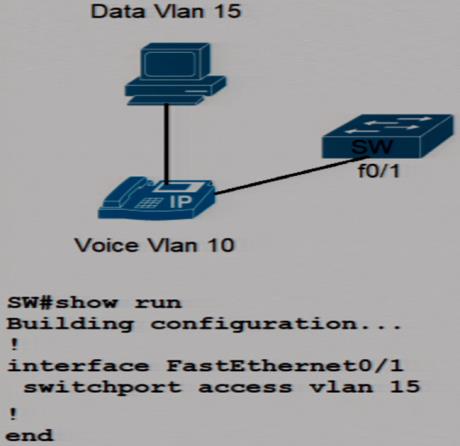 Data Vlan 15
SW
f0/1
IP
Voice Vlan 10
SW#show run
Building configuration...
!
interface FastEthernet0/1
 switchport access vlan 15
!
end